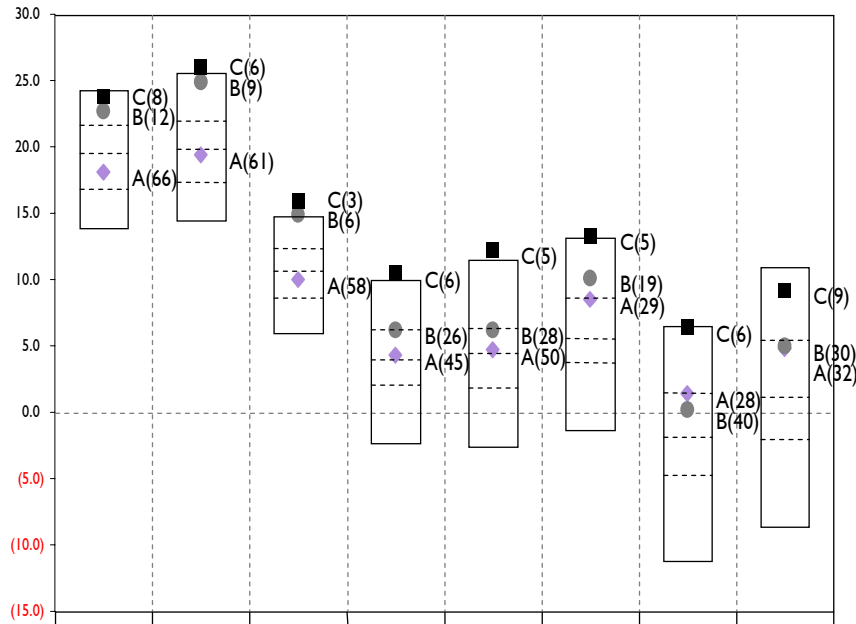 30.0
25.0
20.0
15.0
10.0
5.0
0.0
(5.0)
(10.0)
(15.0)
C(8)
B(12)
A(66)
C(6)
B(9)
A(61)
C(3)
B(6)
A(58)
C(6)
B(26)
A(45)
C(5)
B(28)
A(50)
C(5)
B(19)
A(29)
C(6)
A(28)
B(40)
C(9)
B(30)
A(32)